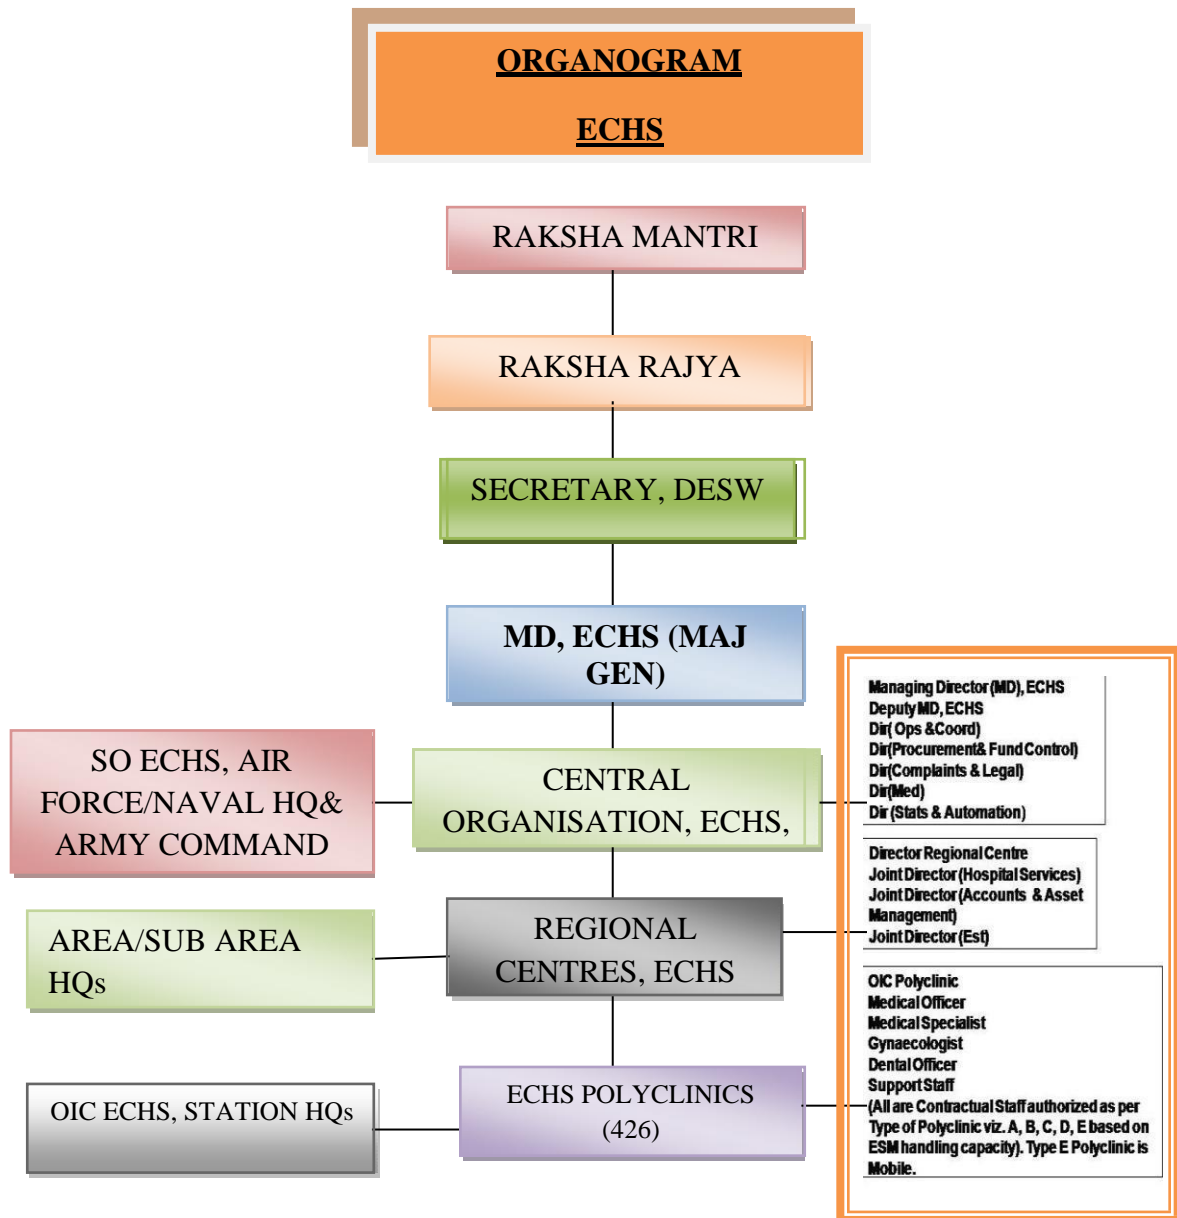 ORGANOGRAM
ECHS
RAKSHA MANTRI
RAKSHA RAJYA
SECRETARY, DESW
MD, ECHS (MAJ
GEN)
SO ECHS, AIR
FORCE/NAVAL HQ&
ARMY COMMAND
CENTRAL
ORGANISATION, ECHS,
Managing Director (MD), ECHS
Deputy MD, ECHS
Dir( Ops &Coord)
Dir(Procurement& Fund Control)
Dir(Complaints & Legal)
Dir(Med)
Dir (Stats & Automation)
AREA/SUB AREA
HQs
REGIONAL
CENTRES, ECHS
Director Regional Centre
Joint Director (Hospital Services)
Joint Director (Accounts & Asset
Management)
Joint Director (Est)
OIC ECHS, STATION HQs
ECHS POLYCLINICS
(426)
OIC Polyclinic
Medical Officer
Medical Specialist
Gynaecologist
Dental Officer
Support Staff
(All are Contractual Staff authorized as per
Type of Polyclinic viz. A, B, C, D, E based on
ESM handling capacity). Type E Polyclinic is
Mobile.